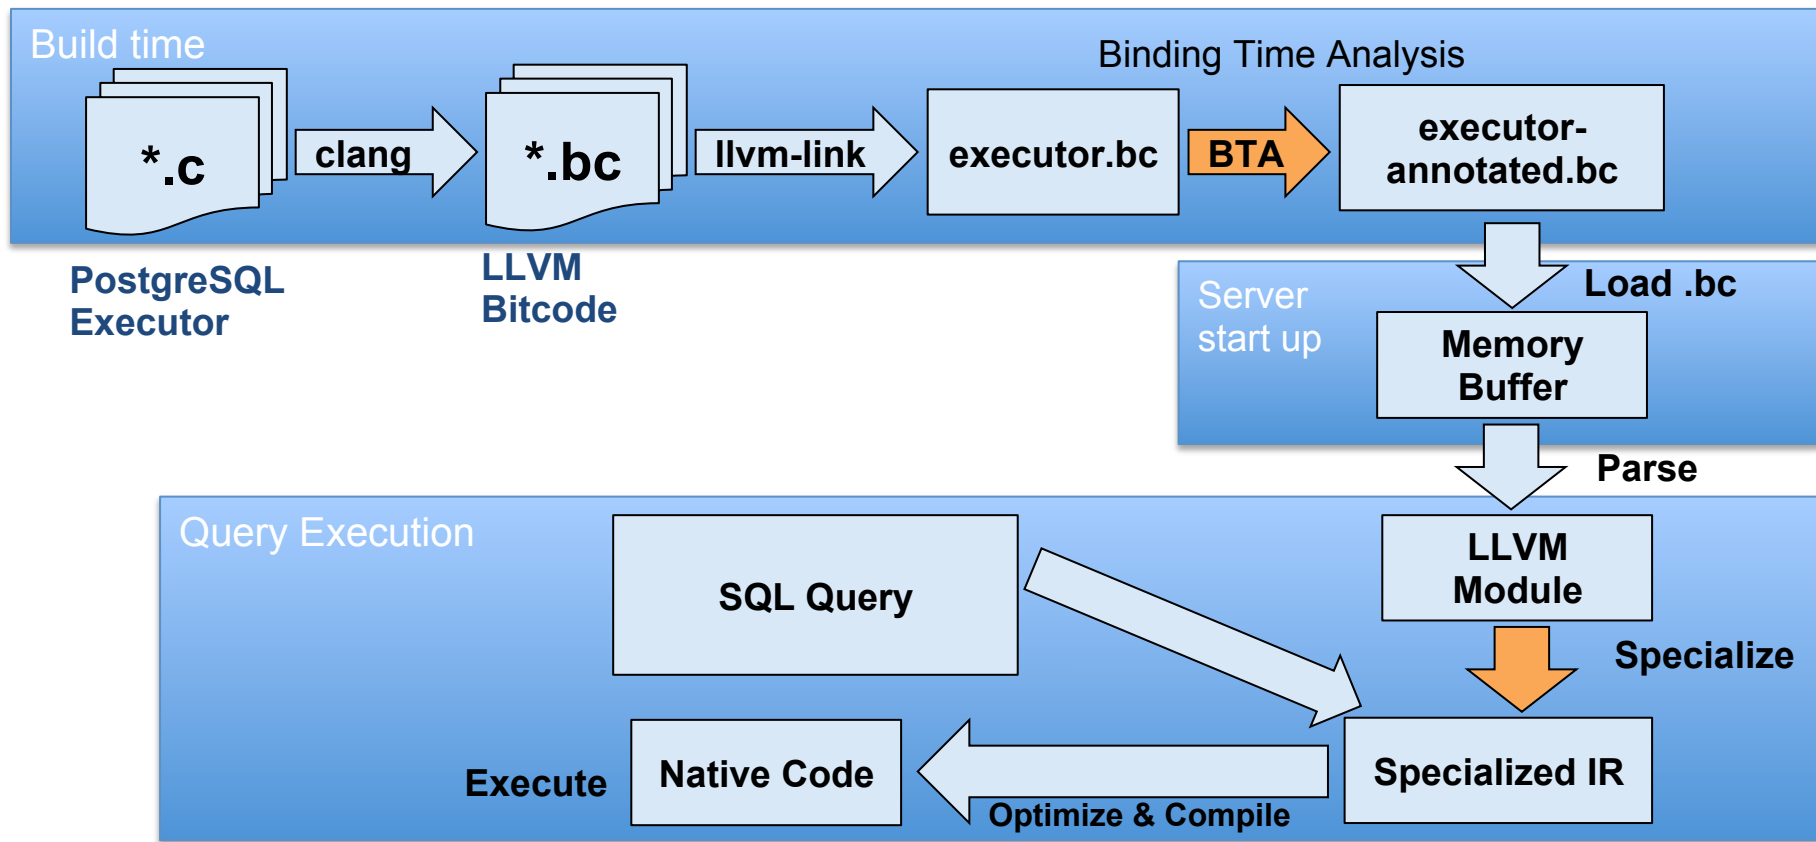 Build time
Binding Time Analysis
*.c
clang
*.bc
llvm-link
executor.bc
BTA
executor-
annotated.bc
PostgreSQL
Executor
LLVM
Bitcode
Server
start up
Load .bc
Memory
Buffer
Parse
Query Execution
SQL Query
LLVM
Module
Specialize
Execute
Native Code
Optimize & Compile
Specialized IR